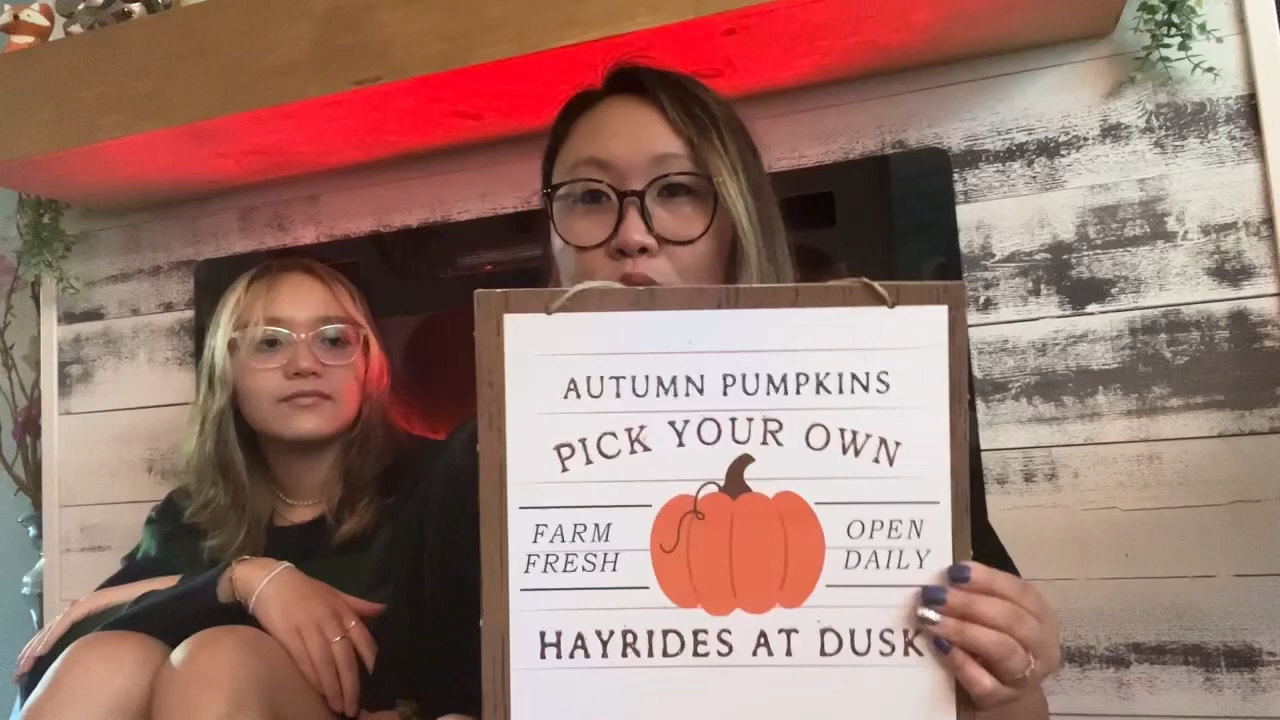 AUTUMN PUMPKINS
PICK YOUR OWN
FARM
FRESH
OPEN
DAILY
HAYRIDES AT DUSK